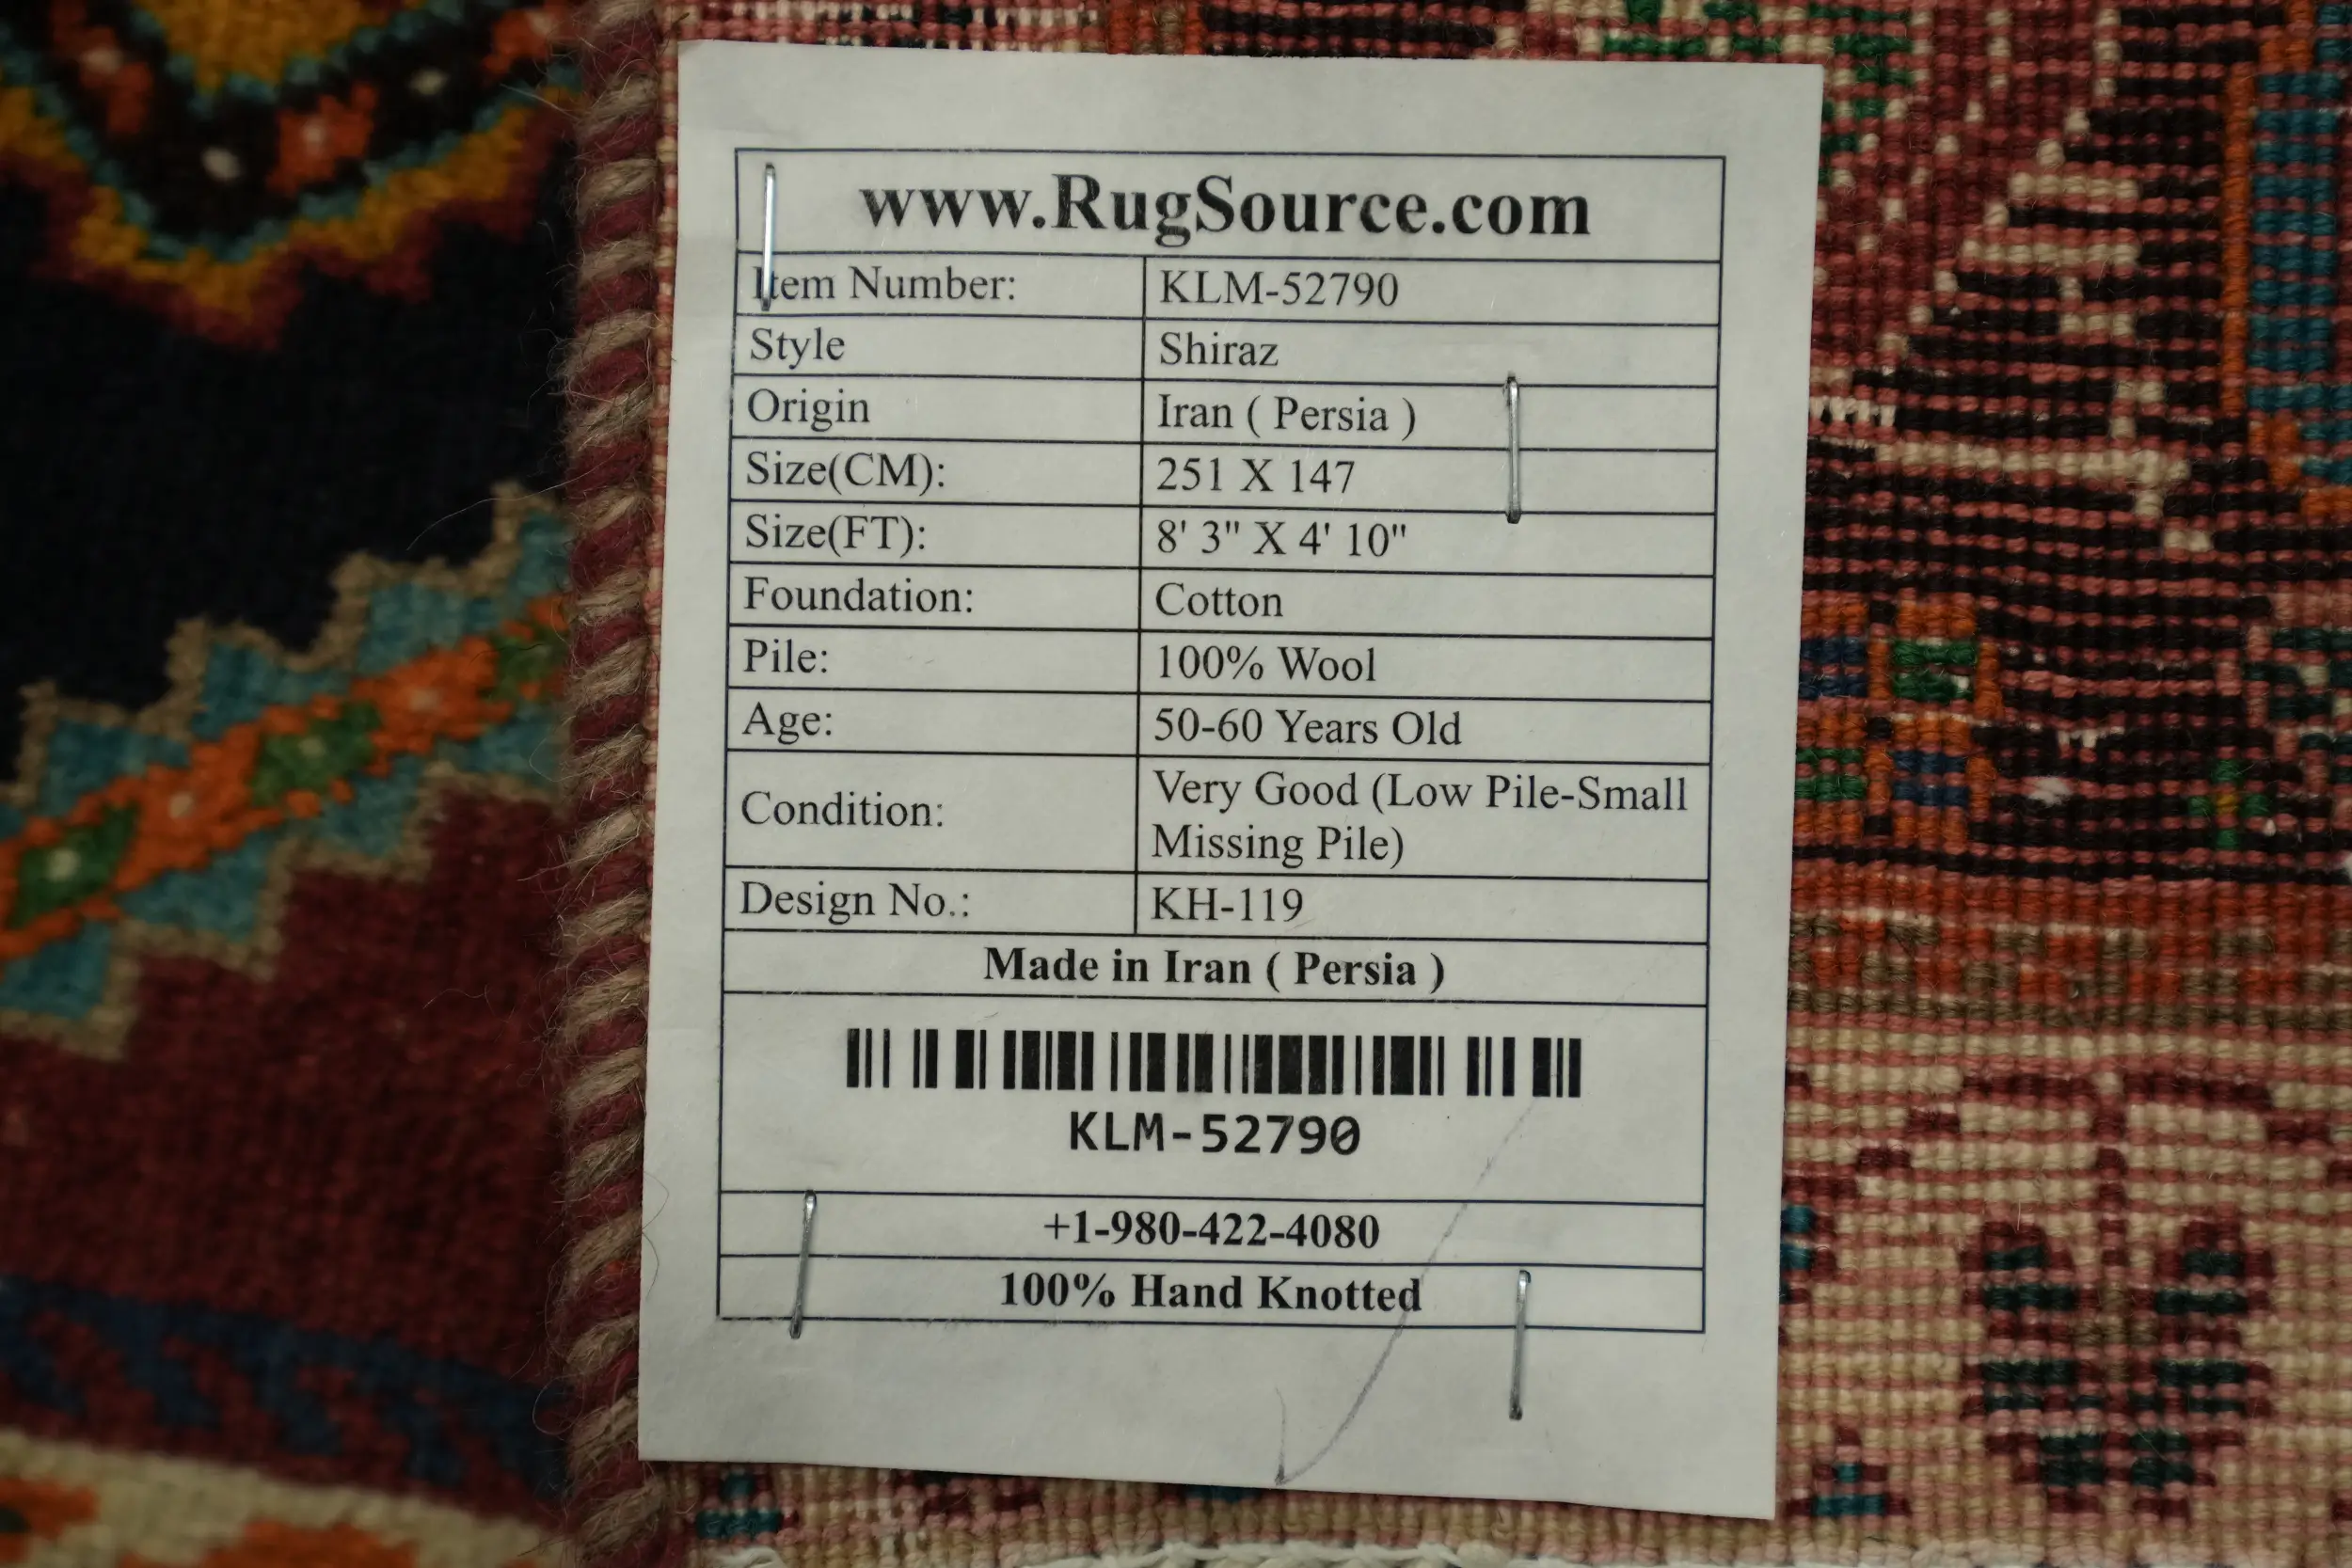 www.RugSource.com
Item Number: KLM-52790
Style Shiraz
Origin Iran ( Persia )
Size(CM): 251 X 147
Size(FT): 8' 3" X 4' 10"
Foundation: Cotton
Pile: 100% Wool
Age: 50-60 Years Old
Condition: Very Good (Low Pile-Small
Missing Pile)
Design No.: KH-119
Made in Iran ( Persia )
KLM-52790
+1-980-422-4080
100% Hand Knotted